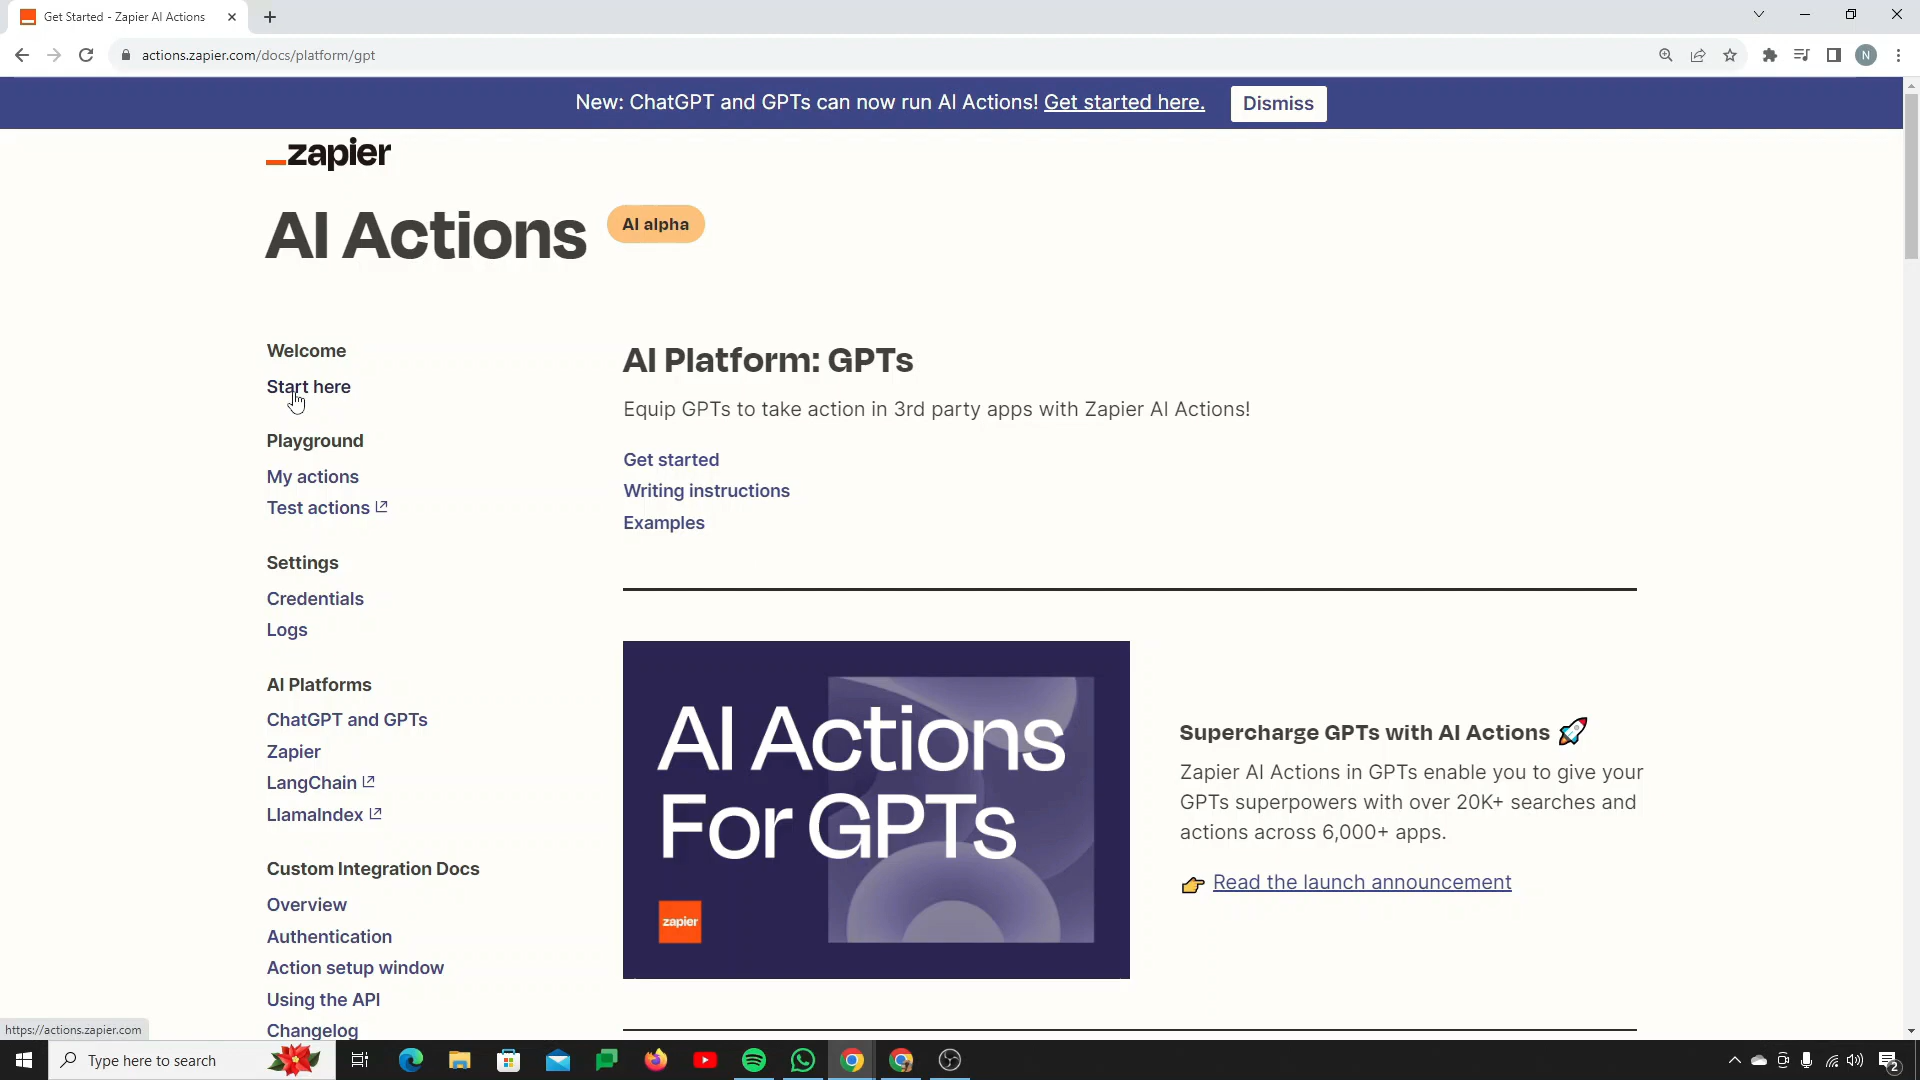 Get Started - Zapier AI Actions
actions.zapier.com/docs/platform/gpt
N
New: ChatGPT and GPTs can now run AI Actions! Get started here. Dismiss
zapier
AI Actions AI alpha
Welcome
Start here
Playground
My actions
Test actions
Settings
Credentials
Logs
AI Platforms
ChatGPT and GPTs
Zapier
LangChain
LlamaIndex
Custom Integration Docs
Overview
Authentication
Action setup window
Using the API
Changelog
AI Platform: GPTs
Equip GPTs to take action in 3rd party apps with Zapier AI Actions!
Get started
Writing instructions
Examples
AI Actions
For GPTs
zapier
Supercharge GPTs with AI Actions 🚀
Zapier AI Actions in GPTs enable you to give your
GPTs superpowers with over 20K+ searches and
actions across 6,000+ apps.
👉 Read the launch announcement
https://actions.zapier.com
Type here to search
2